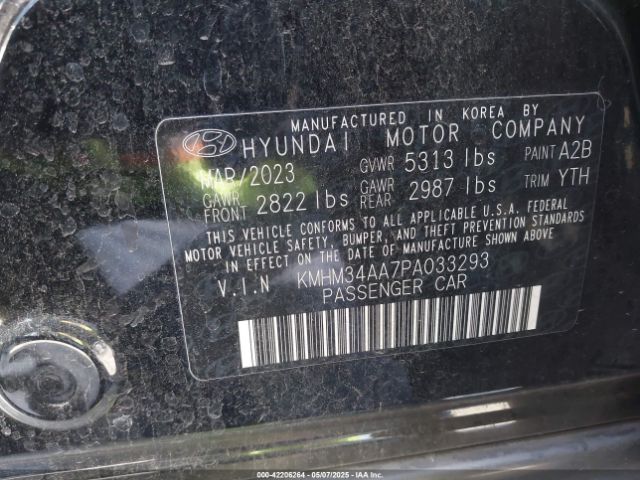 MANUFACTURED IN KOREA BY
HYUNDAI MOTOR COMPANY
MAR/2023 GVWR 5313 lbs PAINT A2B
GAWR FRONT 2822 lbs GAWR REAR 2987 lbs TRIM YTH
THIS VEHICLE CONFORMS TO ALL APPLICABLE U.S.A. FEDERAL
MOTOR VEHICLE SAFETY, BUMPER, AND THEFT PREVENTION STANDARDS
IN EFFECT ON THE DATE OF MANUFACTURE SHOWN ABOVE
V.I.N KMHM34AA7PA033293
PASSENGER CAR
000-42206264 - 05/07/2025 - IAAI.COM